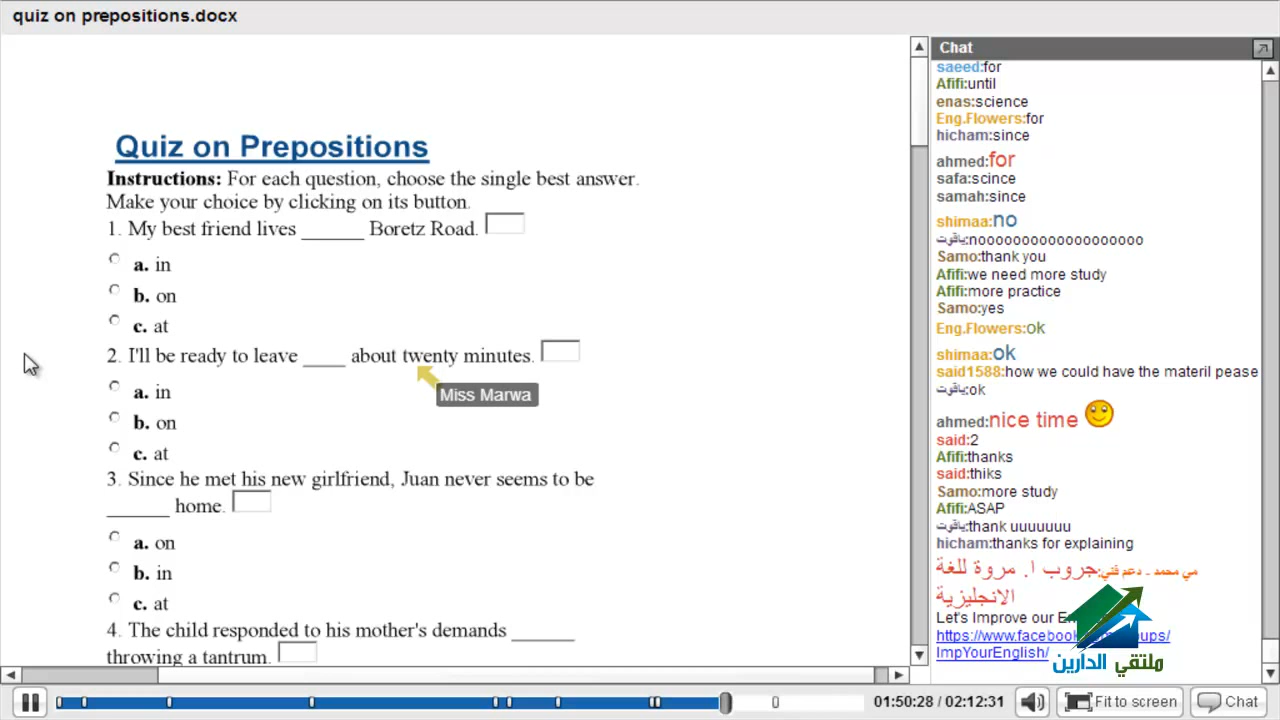 quiz on prepositions.docx
Quiz on Prepositions
Instructions: For each question, choose the single best answer.
Make your choice by clicking on its button.
1. My best friend lives ______ Boretz Road.
a. in
b. on
c. at
2. I'll be ready to leave ____ about twenty minutes.
Miss Marwa
a. in
b. on
c. at
3. Since he met his new girlfriend, Juan never seems to be
______ home.
a. on
b. in
c. at
4. The child responded to his mother's demands ______
throwing a tantrum.
Chat
saeed:for
Afifi:until
enas:science
Eng.Flowers:for
hicham:since
ahmed:for
safa:scince
samah:since
shimaa:no
ياقوت:noooooooooooooooooooo
Samo:thank you
Afifi:we need more study
Afifi:more practice
Samo:yes
Eng.Flowers:ok
shimaa:ok
said1588:how we could have the materil pease
ياقوت:ok
ahmed:nice time
said:2
Afifi:thanks
said:thiks
Samo:more study
Afifi:ASAP
ياقوت:thank uuuuuuu
hicham:thanks for explaining
مي محمد - دعم فني:جروب ا. مروة للغة
الانجليزية
Let's Improve our
https://www.facebook
ImpYourEnglish/
ملتقي الدارين
01:50:28 / 02:12:31
Fit to screen
Chat